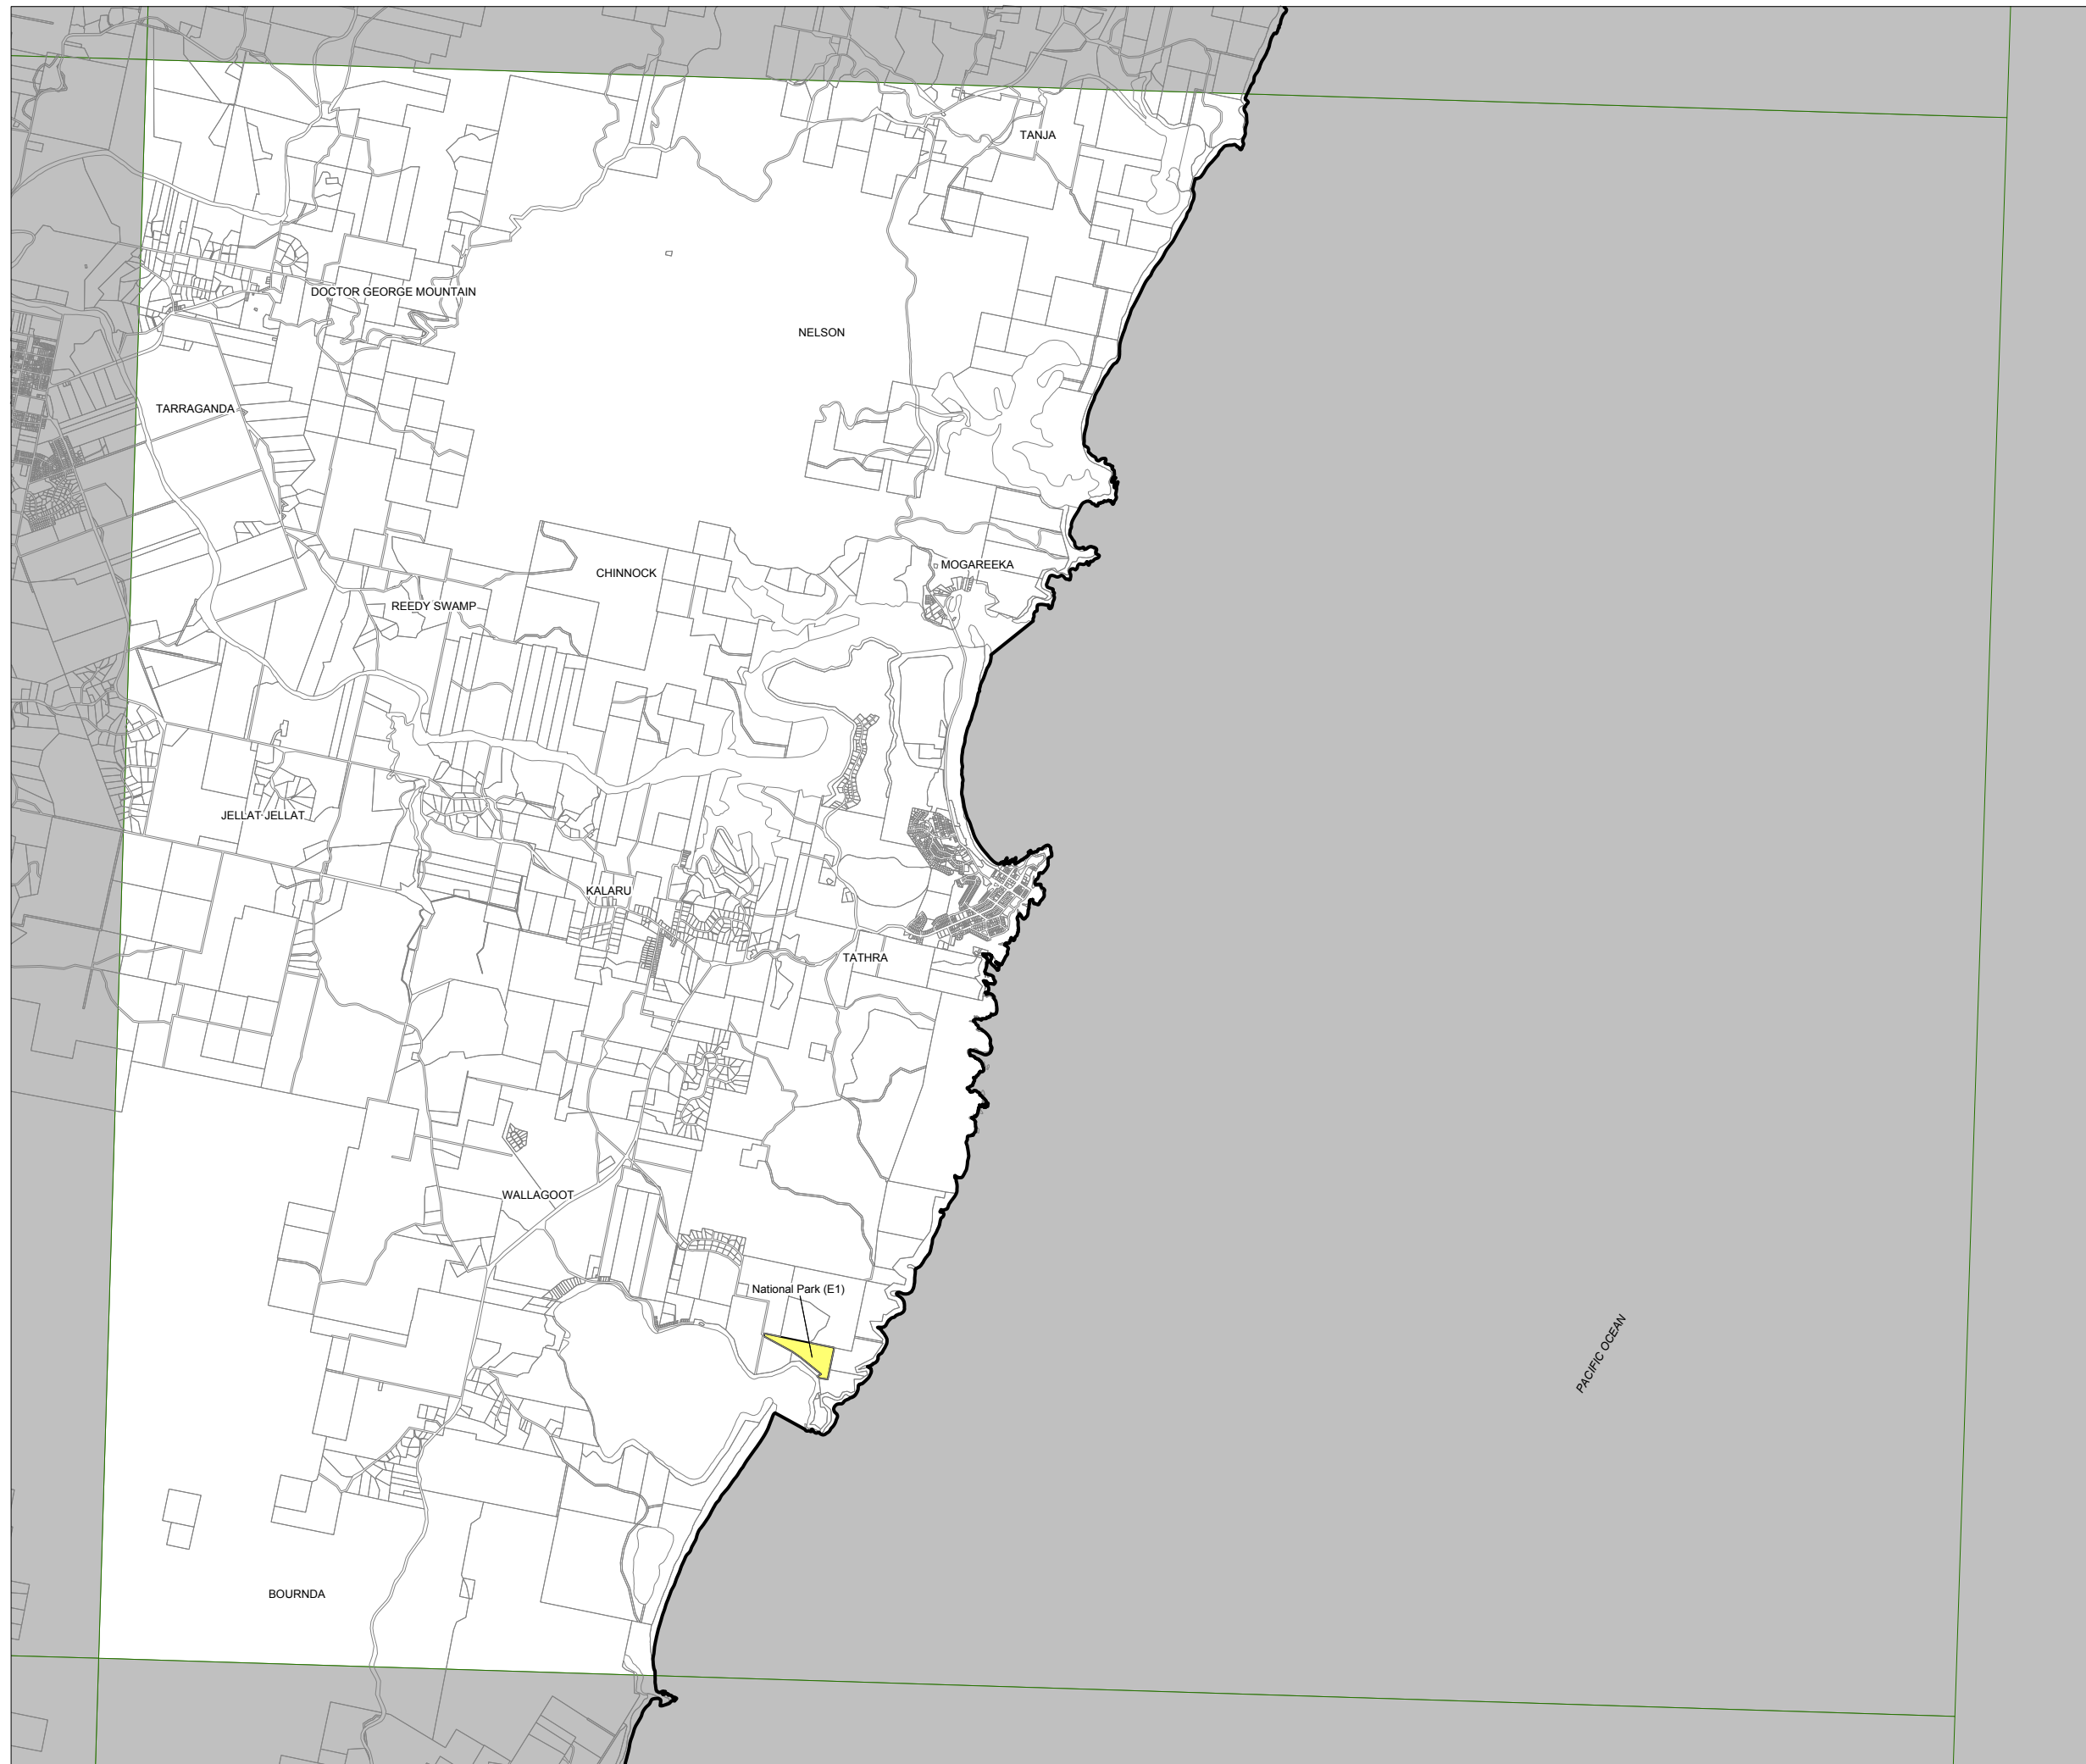 TANJA
DOCTOR GEORGE MOUNTAIN
NELSON
TARRAGANDA
MOGAREEKA
CHINNOCK
REEDY SWAMP
JELLAT JELLAT
KALARU
TATHRA
WALLAGOOT
National Park (E1)
PACIFIC OCEAN
BOURNDA